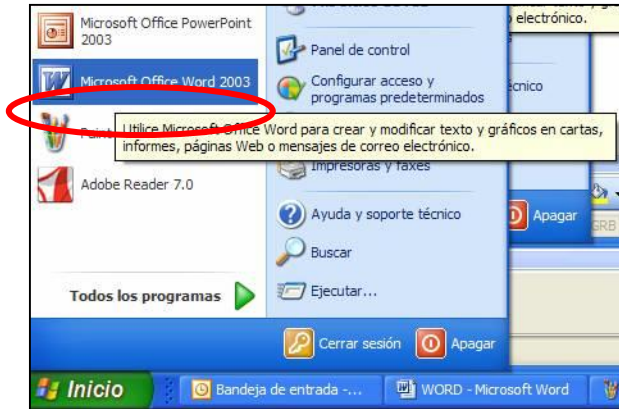 Microsoft Office PowerPoint
2003
Microsoft Office Word 2003
Paint
Adobe Reader 7.0
Todos los programas
Panel de control
Configurar acceso y
programas predeterminados
Utilice Microsoft Office Word para crear y modificar texto y gráficos en cartas,
informes, páginas Web o mensajes de correo electrónico.
Impresoras y faxes
Ayuda y soporte técnico
Buscar
Ejecutar...
Cerrar sesión
Apagar
electrónico.
técnico
Apagar
GRB
Inicio
Bandeja de entrada -...
WORD - Microsoft Word